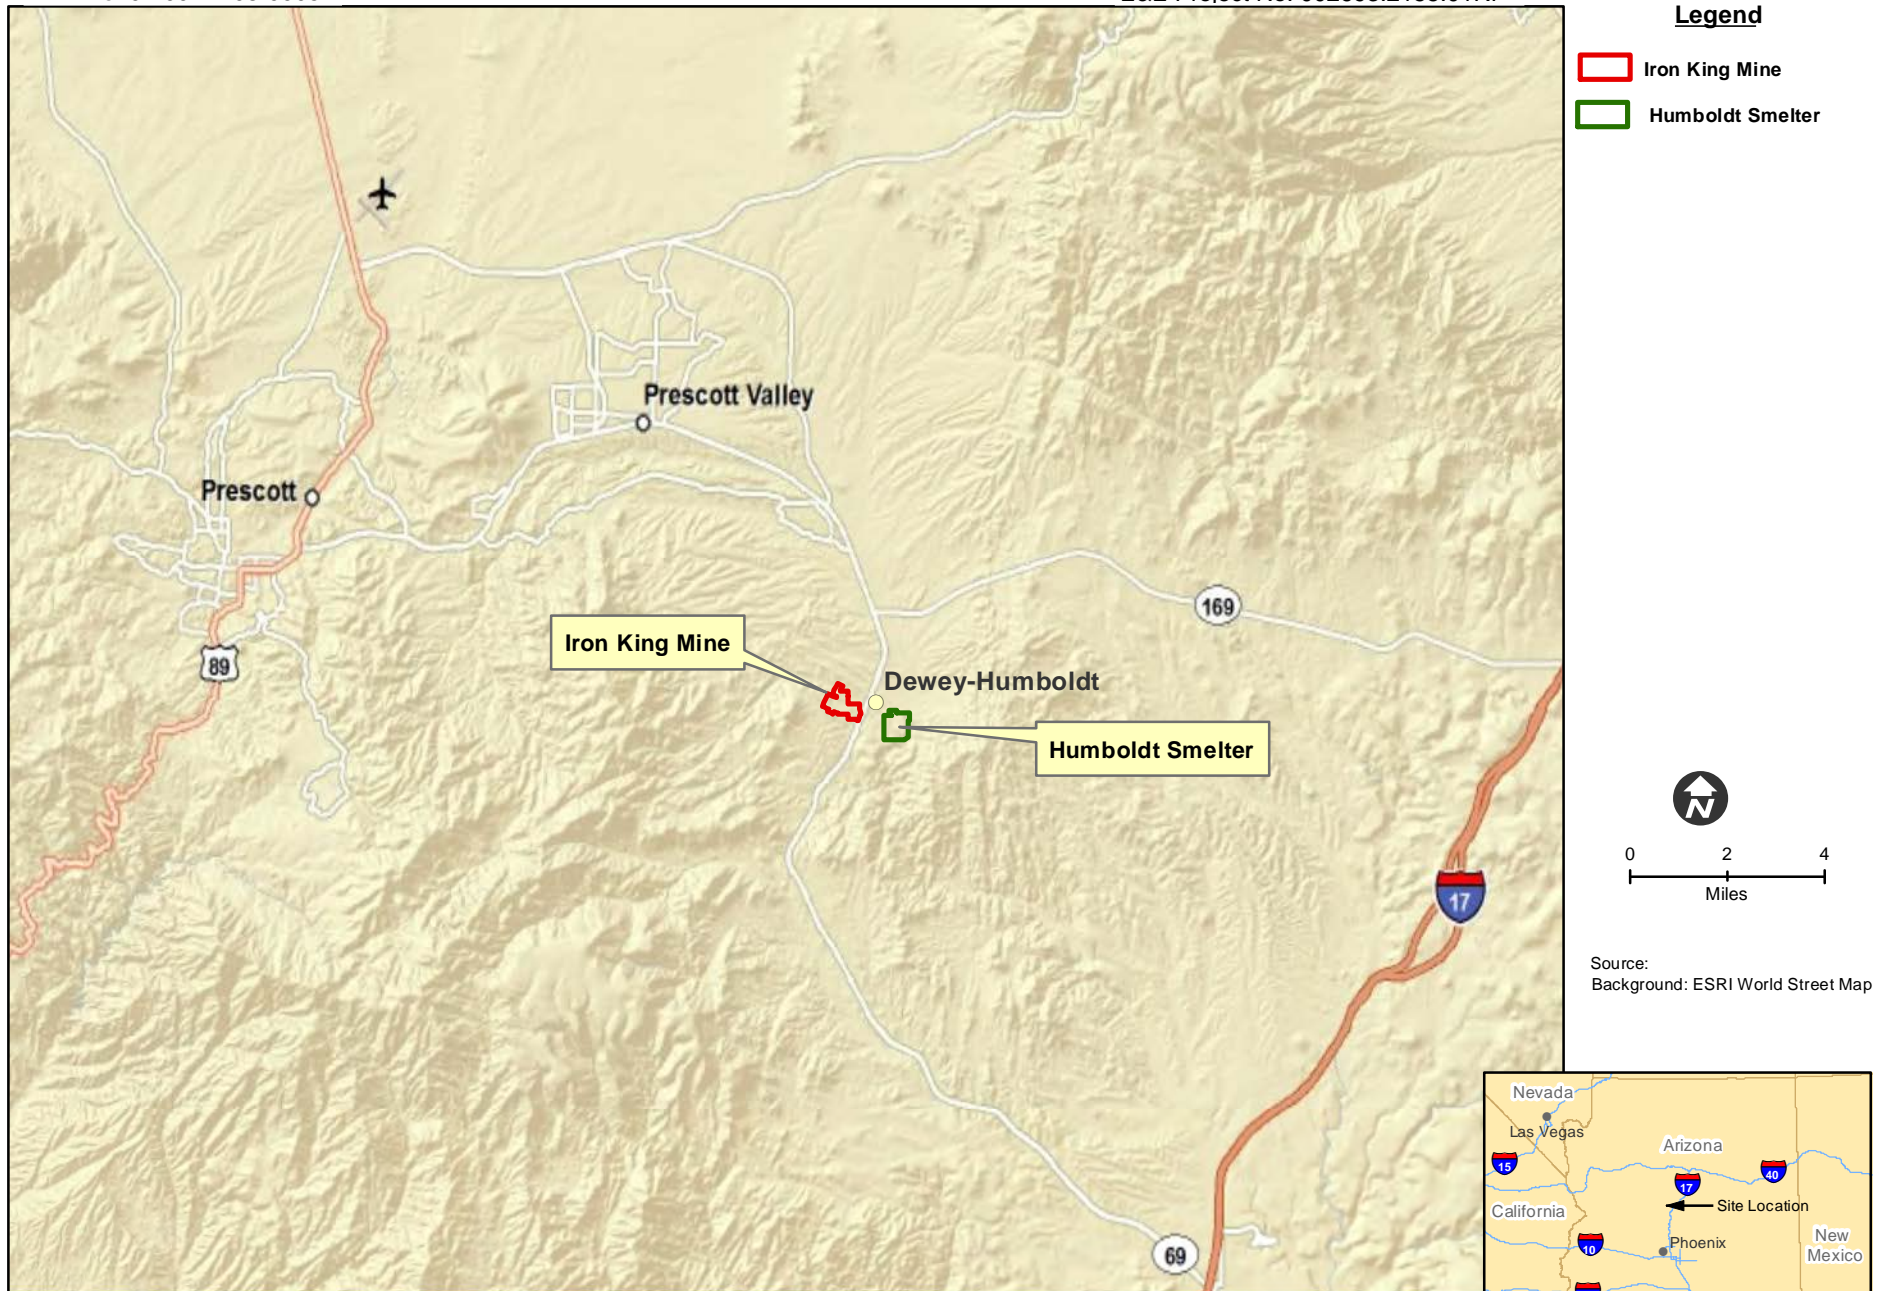 Legend
Iron King Mine
Humboldt Smelter
Prescott Valley
Prescott
169
Iron King Mine
89
Dewey-Humboldt
Humboldt Smelter
17
69
N
0 2 4
Miles
Source:
Background: ESRI World Street Map
Nevada
Las Vegas
Arizona
15
40
17
California
Site Location
Phoenix
10
New
Mexico